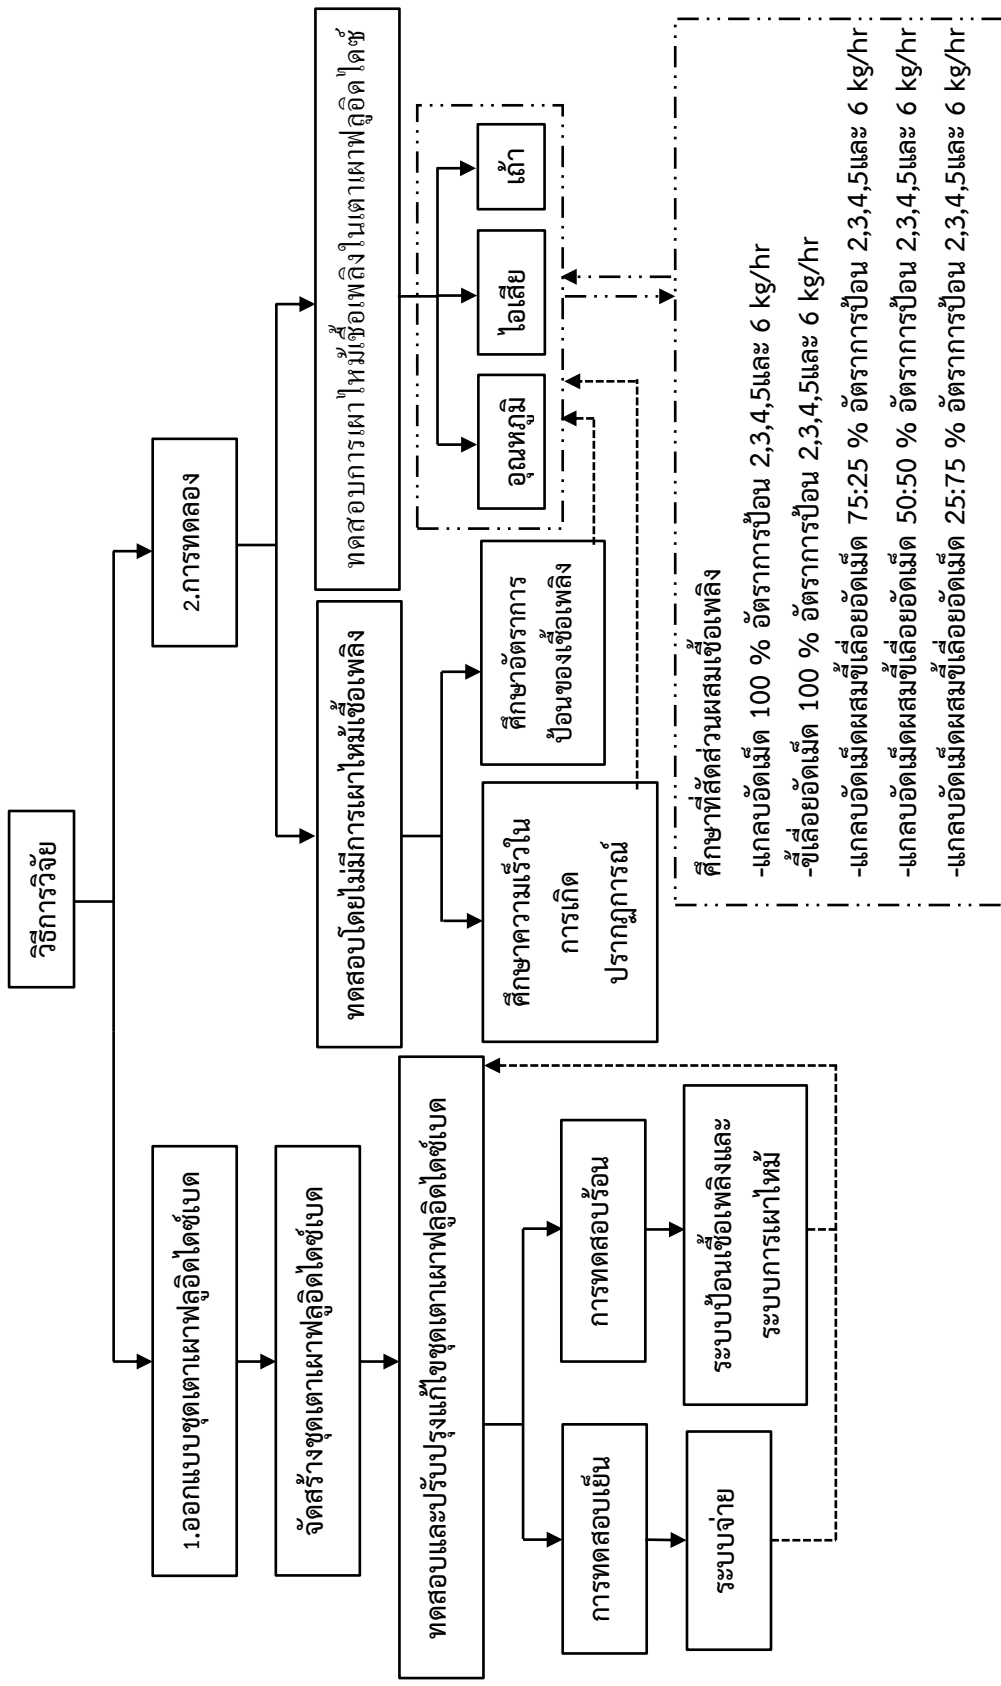 วิธีการวิจัย
1.ออกแบบชุดเตาเผาฟลูอิดไดซ์เบด
จัดสร้างชุดเตาเผาฟลูอิดไดซ์เบด
ทดสอบและปรับปรุงแก้ไขชุดเตาเผาฟลูอิดไดซ์เบด
การทดสอบเย็น
ระบบจ่าย
การทดสอบร้อน
ระบบป้อนเชื้อเพลิงและ
ระบบการเผาไหม้
2.การทดลอง
ทดสอบโดยไม่มีการเผาไหม้เชื้อเพลิง
ศึกษาความเร็วใน
การเกิด
ปรากฏการณ์
ศึกษาอัตราการ
ป้อนของเชื้อเพลิง
ทดสอบการเผาไหม้เชื้อเพลิงในเตาเผาฟลูอิดไดซ์
อุณหภูมิ
ไอเสีย
เถ้า
ศึกษาที่สัดส่วนผสมเชื้อเพลิง
-แกลบอัดเม็ด 100 % อัตราการป้อน 2,3,4,5และ 6 kg/hr
-ขี้เลื่อยอัดเม็ด 100 % อัตราการป้อน 2,3,4,5และ 6 kg/hr
-แกลบอัดเม็ดผสมขี้เลื่อยอัดเม็ด 75:25 % อัตราการป้อน 2,3,4,5และ 6 kg/hr
-แกลบอัดเม็ดผสมขี้เลื่อยอัดเม็ด 50:50 % อัตราการป้อน 2,3,4,5และ 6 kg/hr
-แกลบอัดเม็ดผสมขี้เลื่อยอัดเม็ด 25:75 % อัตราการป้อน 2,3,4,5และ 6 kg/hr